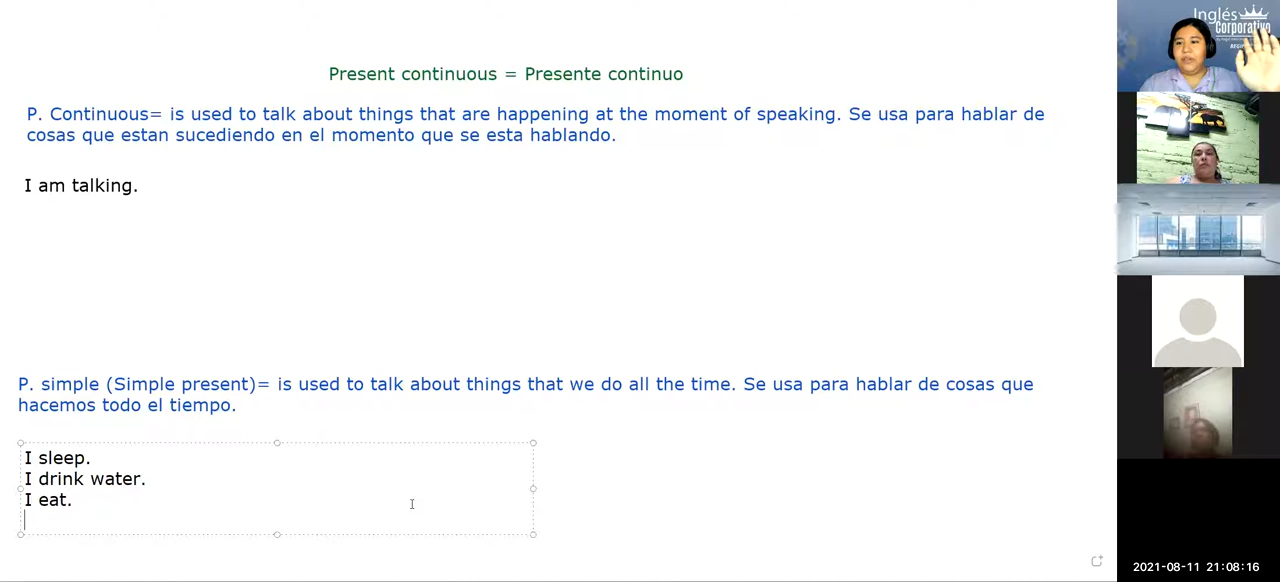 Present continuous = Presente continuo
P. Continuous= is used to talk about things that are happening at the moment of speaking. Se usa para hablar de
cosas que estan sucediendo en el momento que se esta hablando.
I am talking.
P. simple (Simple present)= is used to talk about things that we do all the time. Se usa para hablar de cosas que
hacemos todo el tiempo.
I sleep.
I drink water.
I eat.
Inglés
Corporativo
2021-08-11 21:08:16